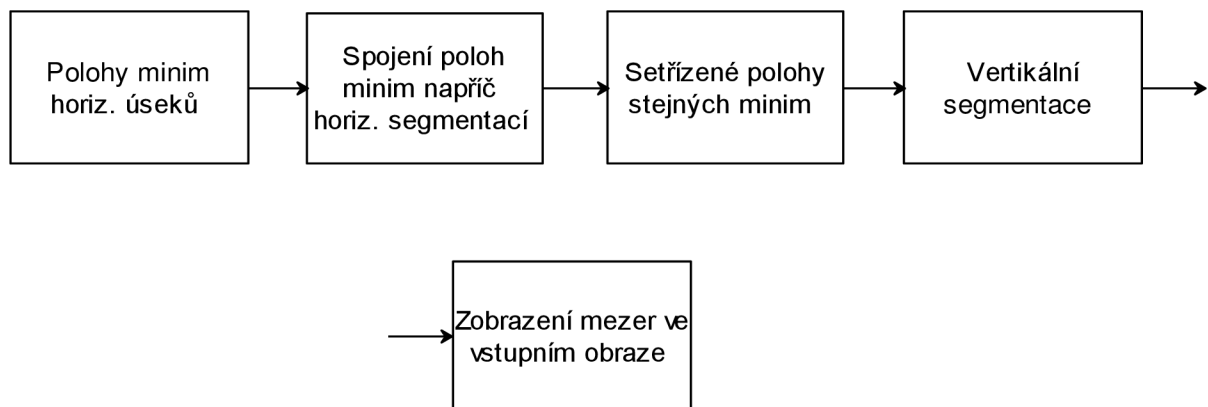 Polohy minim
horiz. úseků
Spojení poloh
minim napříč
horiz. segmentací
Setřízené polohy
stejných minim
Vertikální
segmentace
Zobrazení mezer ve
vstupním obraze